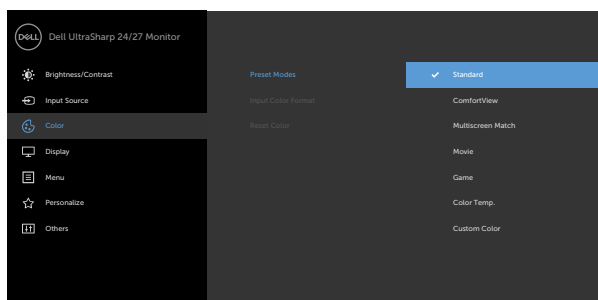 DELL Dell UltraSharp 24/27 Monitor
Brightness/Contrast Preset Modes Standard
Input Source Input Color Format ComfortView
Color Reset Color Multiscreen Match
Display Movie
Menu Game
Personalize Color Temp.
Others Custom Color